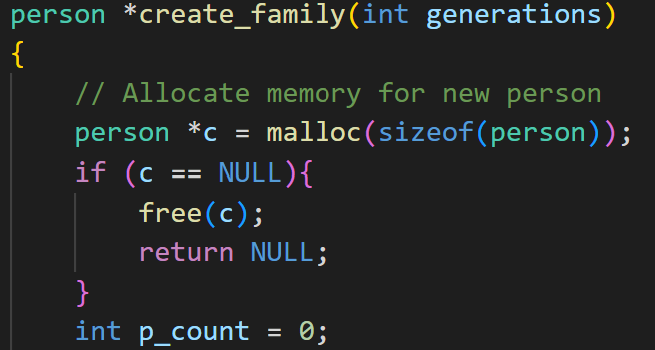 person *create_family(int generations)
{
    // Allocate memory for new person
    person *c = malloc(sizeof(person));
    if (c == NULL){
        free(c);
        return NULL;
    }
    int p_count = 0;